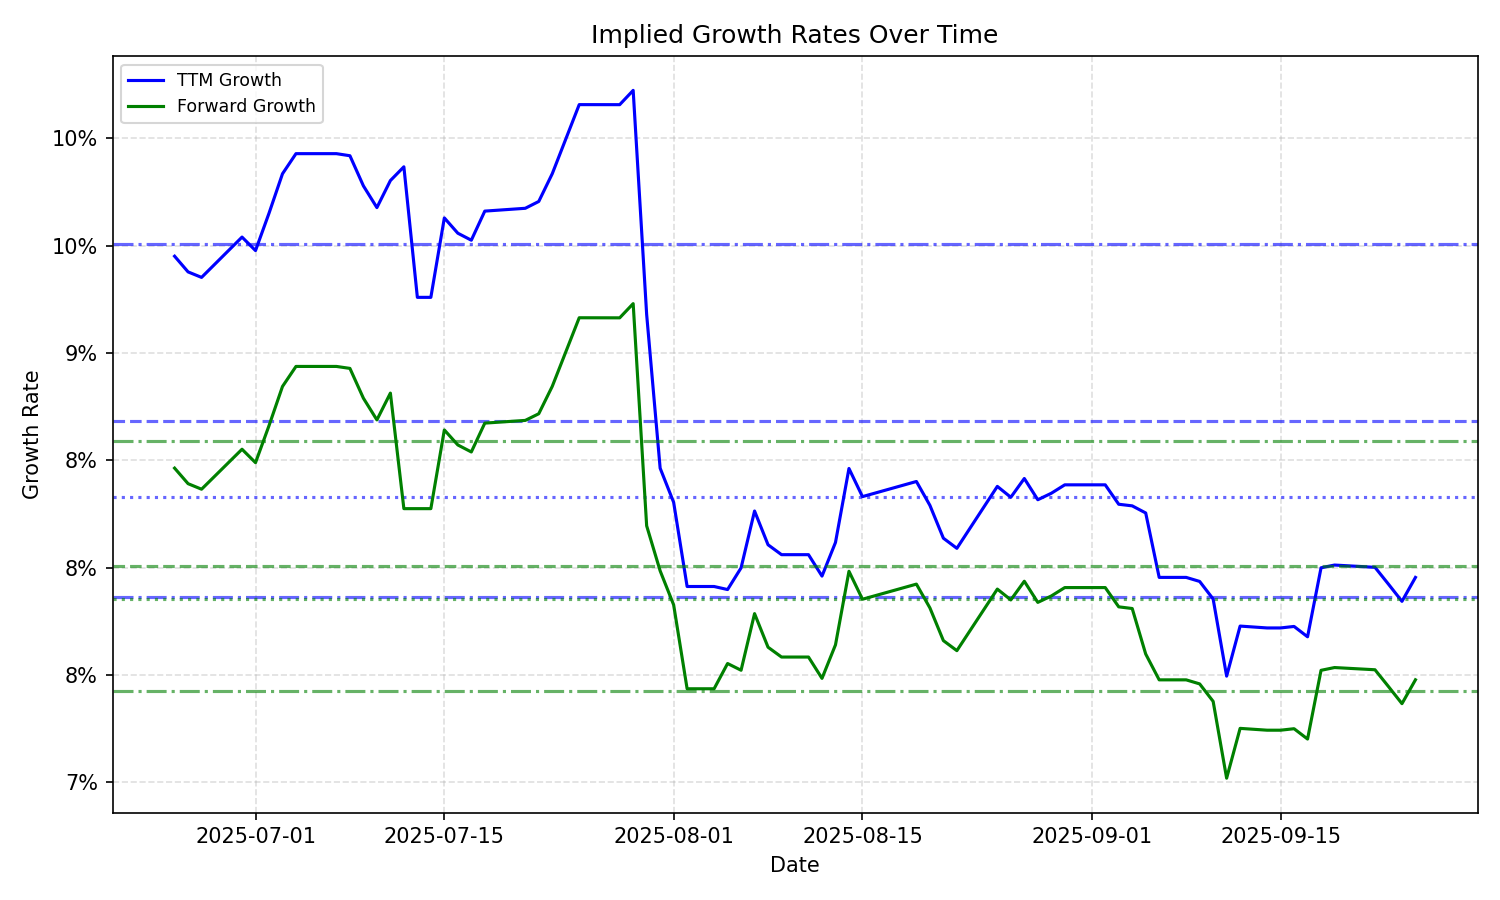 Implied Growth Rates Over Time
TTM Growth
Forward Growth
Growth Rate
10%
10%
9%
8%
8%
8%
7%
2025-07-01
2025-07-15
2025-08-01
2025-08-15
2025-09-01
2025-09-15
Date